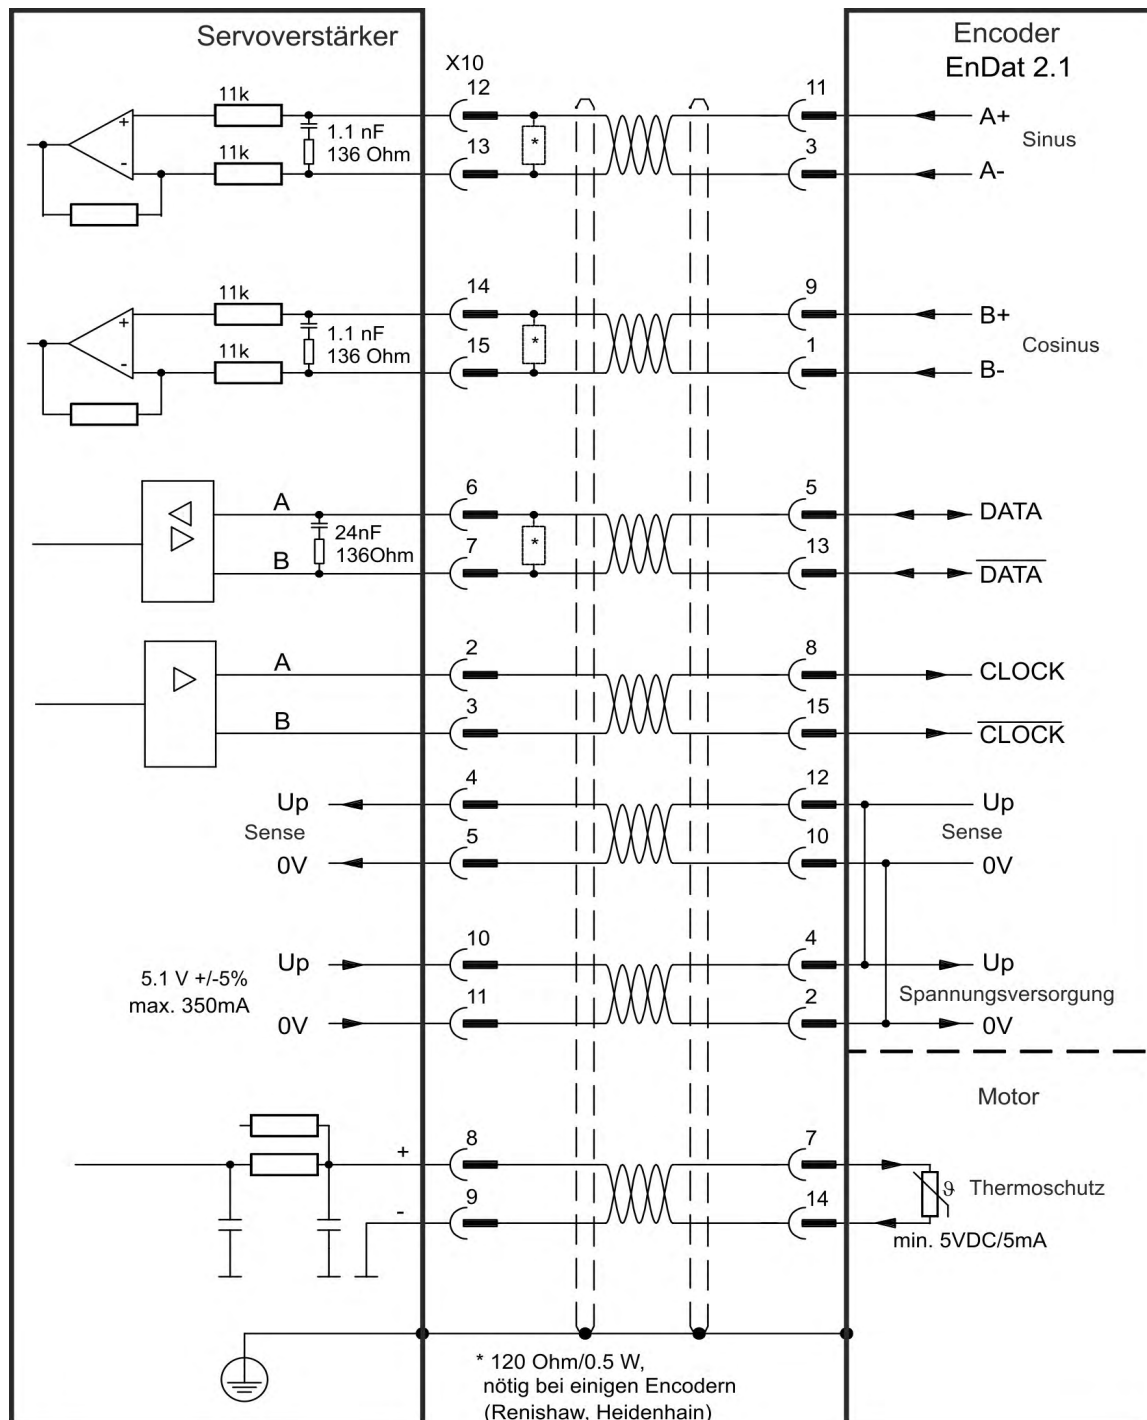 Servoverstärker
Encoder
EnDat 2.1
X10
11k
12
11
A+
+
1.1 nF
136 Ohm
*
Sinus
11k
13
3
A-
-
11k
14
9
B+
+
1.1 nF
136 Ohm
*
Cosinus
11k
15
1
B-
-
A
6
5
DATA
24nF
136Ohm
*
B
7
13
DATA
A
2
8
CLOCK
B
3
15
CLOCK
Up
4
12
Up
Sense
Sense
0V
5
10
0V
Up
10
4
Up
5.1 V +/-5%
max. 350mA
Spannungsversorgung
0V
11
2
0V
Motor
+
8
7
ϑ
Thermoschutz
-
9
14
min. 5VDC/5mA
* 120 Ohm/0.5 W,
nötig bei einigen Encodern
(Renishaw, Heidenhain)